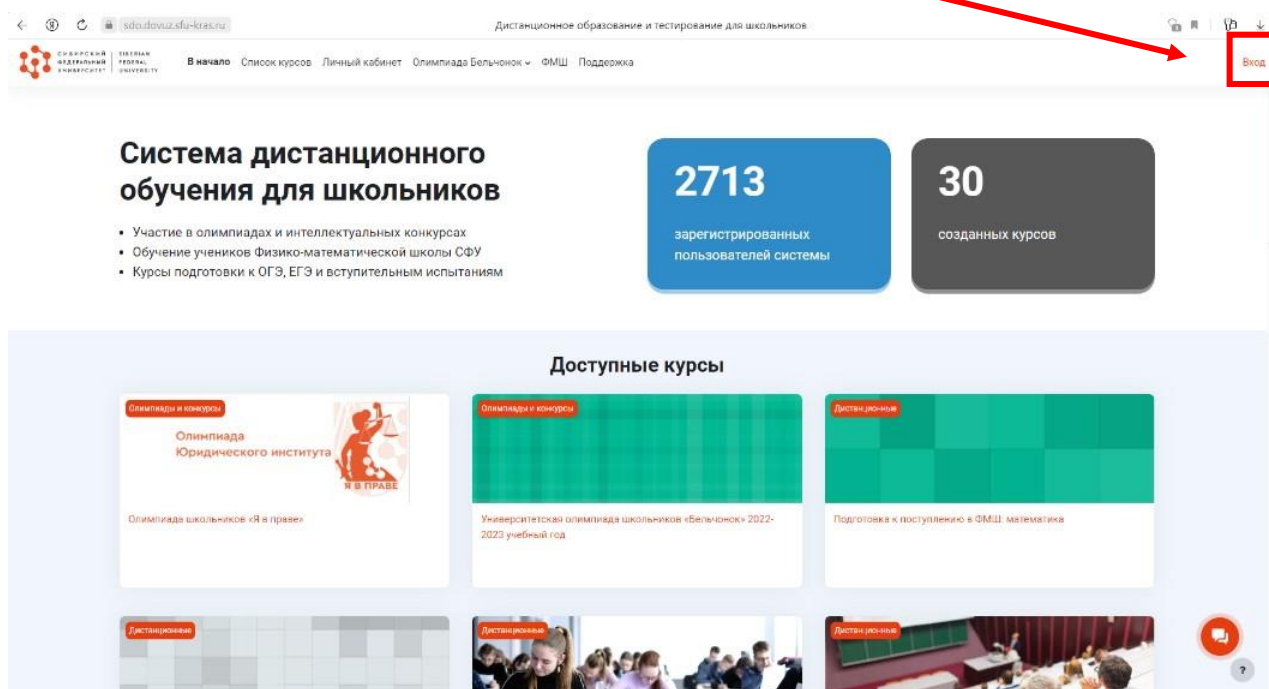 sdo.dovuz.sfu-kras.ru
Дистанционное образование и тестирование для школьников
СИБИРСКИЙ ФЕДЕРАЛЬНЫЙ УНИВЕРСИТЕТ
SIBERIAN FEDERAL UNIVERSITY
В начало Список курсов Личный кабинет Олимпиада Бельчонок ФМШ Поддержка
Вход
Система дистанционного
обучения для школьников
• Участие в олимпиадах и интеллектуальных конкурсах
• Обучение учеников Физико-математической школы СФУ
• Курсы подготовки к ОГЭ, ЕГЭ и вступительным испытаниям
2713
зарегистрированных
пользователей системы
30
созданных курсов
Доступные курсы
Олимпиады и конкурсы
Олимпиада
Юридического института
Я В ПРАВЕ
Олимпиада школьников «Я в праве»
Олимпиады и конкурсы
Университетская олимпиада школьников «Бельчонок» 2022-
2023 учебный год
Дистанционные
Подготовка к поступлению в ФМШ: математика
Дистанционные
Дистанционные
Дистанционные
?